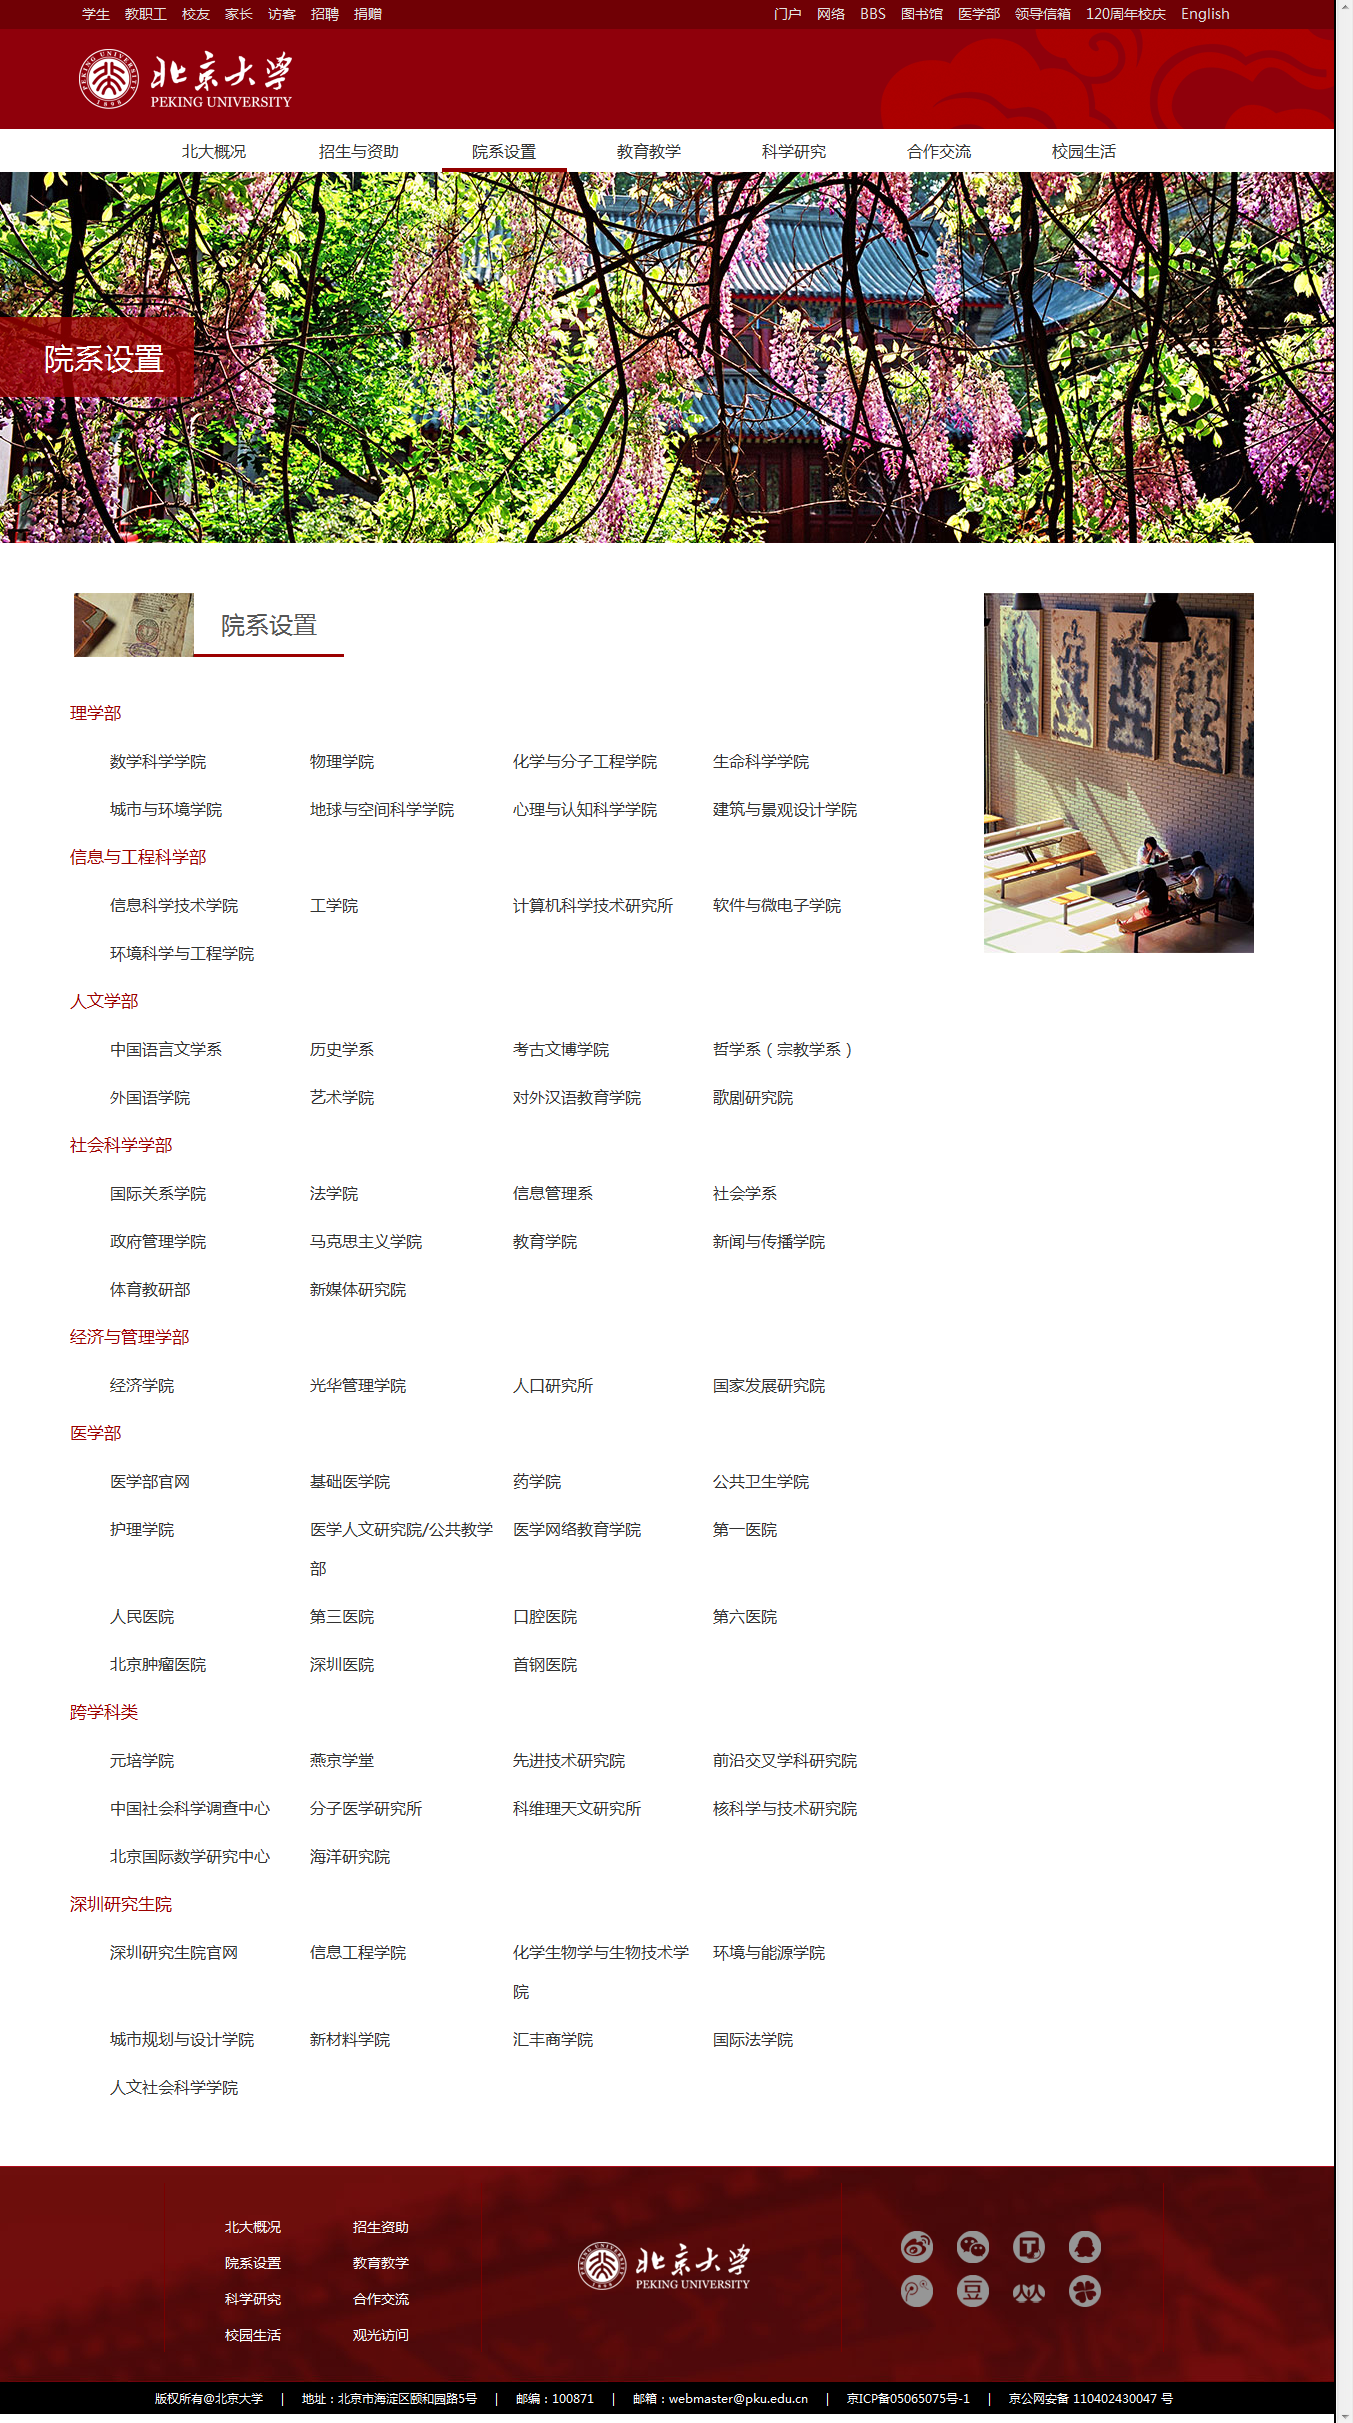 学生 教职工 校友 家长 访客 招聘 捐赠 门户 网络 BBS 图书馆 医学部 领导信箱 120周年校庆 English
北京大学
PEKING UNIVERSITY
北大概况 招生与资助 院系设置 教育教学 科学研究 合作交流 校园生活
院系设置
院系设置
理学部
数学科学学院 物理学院 化学与分子工程学院 生命科学学院
城市与环境学院 地球与空间科学学院 心理与认知科学学院 建筑与景观设计学院
信息与工程科学部
信息科学技术学院 工学院 计算机科学技术研究所 软件与微电子学院
环境科学与工程学院
人文学部
中国语言文学系 历史学系 考古文博学院 哲学系（宗教学系）
外国语学院 艺术学院 对外汉语教育学院 歌剧研究院
社会科学学部
国际关系学院 法学院 信息管理系 社会学系
政府管理学院 马克思主义学院 教育学院 新闻与传播学院
体育教研部 新媒体研究院
经济与管理学部
经济学院 光华管理学院 人口研究所 国家发展研究院
医学部
医学部官网 基础医学院 药学院 公共卫生学院
护理学院 医学人文研究院/公共教学 医学网络教育学院 第一医院
部
人民医院 第三医院 口腔医院 第六医院
北京肿瘤医院 深圳医院 首钢医院
跨学科类
元培学院 燕京学堂 先进技术研究院 前沿交叉学科研究院
中国社会科学调查中心 分子医学研究所 科维理天文研究所 核科学与技术研究院
北京国际数学研究中心 海洋研究院
深圳研究生院
深圳研究生院官网 信息工程学院 化学生物学与生物技术学 环境与能源学院
院
城市规划与设计学院 新材料学院 汇丰商学院 国际法学院
人文社会科学学院
北大概况 招生资助
院系设置 教育教学
科学研究 合作交流
校园生活 观光访问
北京大学
PEKING UNIVERSITY
版权所有@北京大学 | 地址：北京市海淀区颐和园路5号 | 邮编：100871 | 邮箱：webmaster@pku.edu.cn | 京ICP备05065075号-1 | 京公网安备 110402430047 号